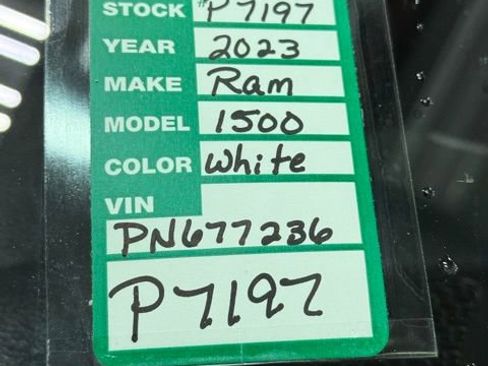 STOCK #P7197
YEAR 2023
MAKE Ram
MODEL 1500
COLOR White
VIN
PN677236
P7197